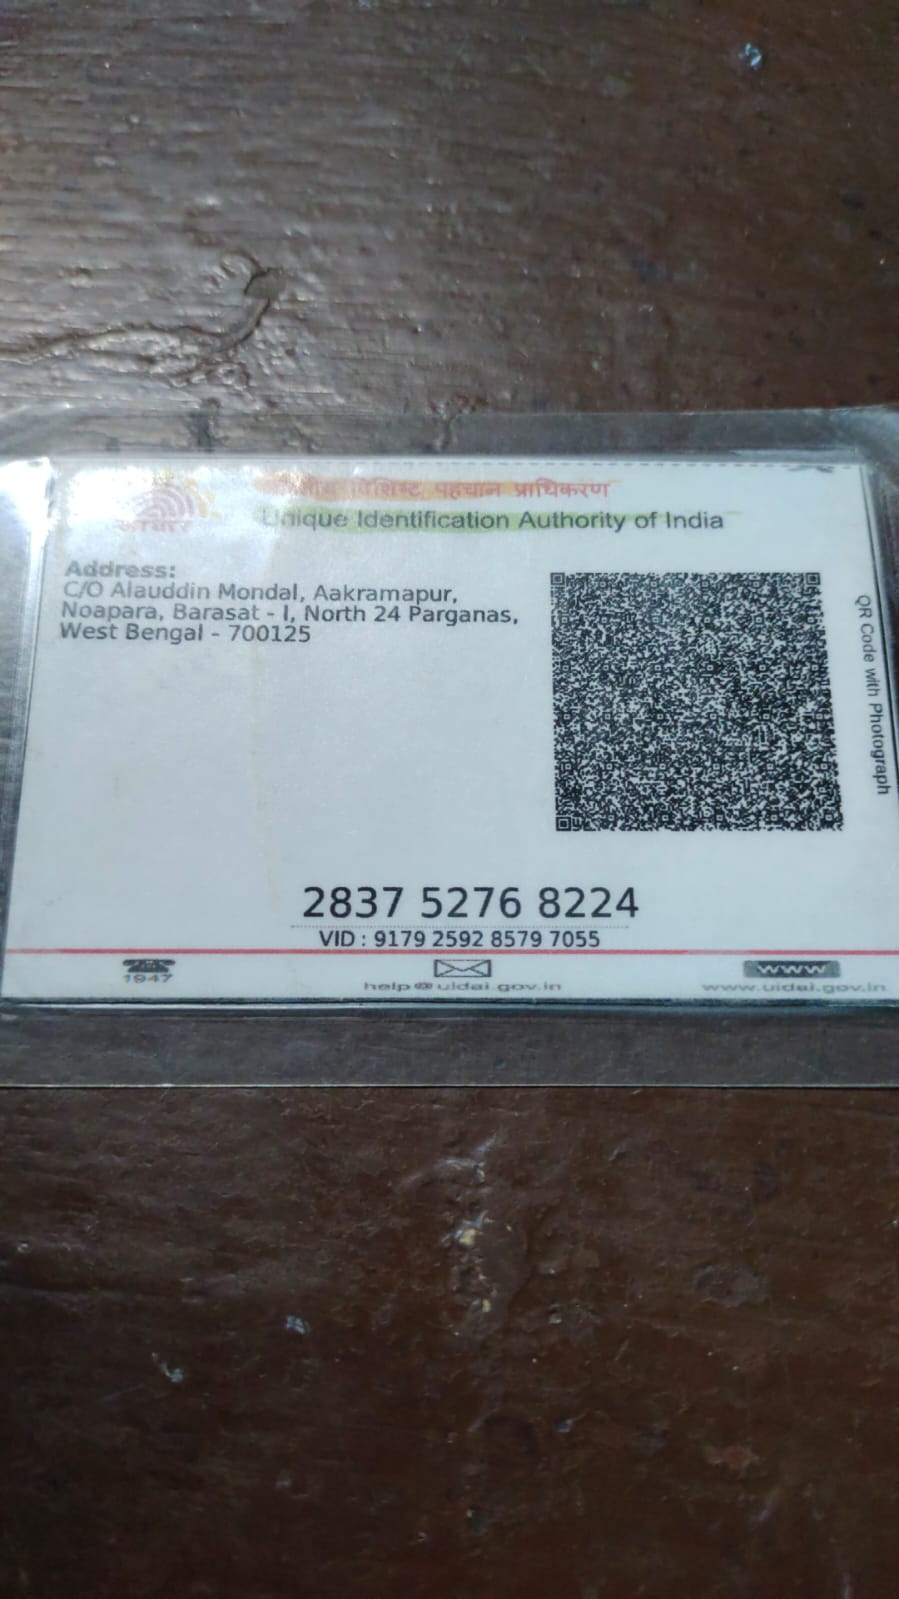 भारतीय विशिष्ट पहचान प्राधिकरण
Unique Identification Authority of India
आधार
Address:
C/O Alauddin Mondal, Aakramapur,
Noapara, Barasat - I, North 24 Parganas,
West Bengal - 700125
QR Code with Photograph
2837 5276 8224
VID : 9179 2592 8579 7055
1947
help@uidai.gov.in
www
www.uidai.gov.in